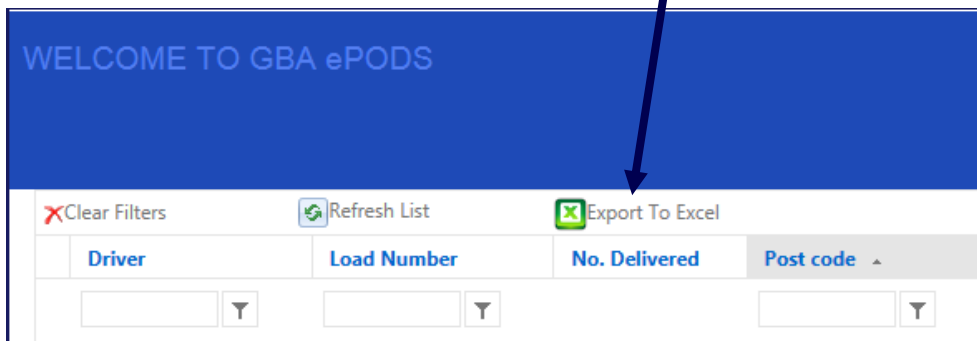 WELCOME TO GBA ePODS
Clear Filters Refresh List Export To Excel
Driver Load Number No. Delivered Post code